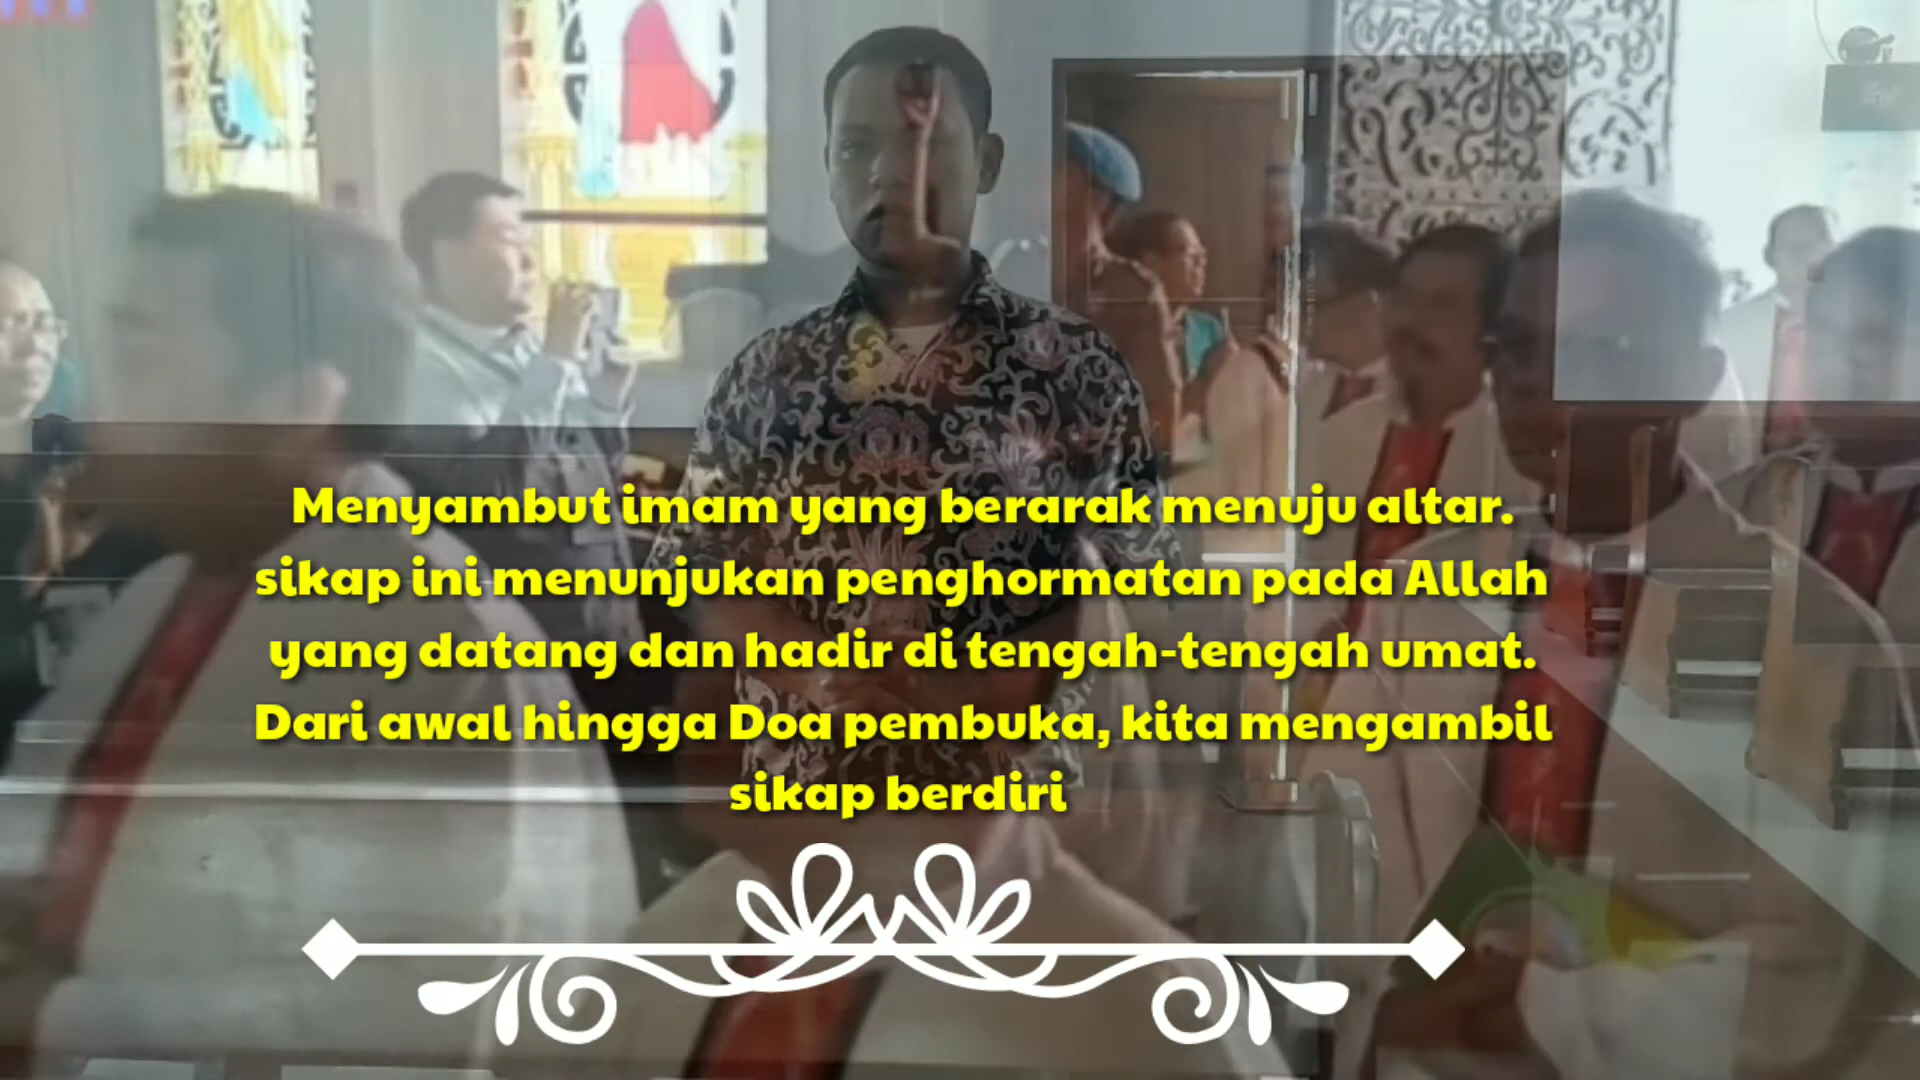 Menyambut imam yang berarak menuju altar.
sikap ini menunjukan penghormatan pada Allah
yang datang dan hadir di tengah-tengah umat.
Dari awal hingga Doa pembuka, kita mengambil
sikap berdiri